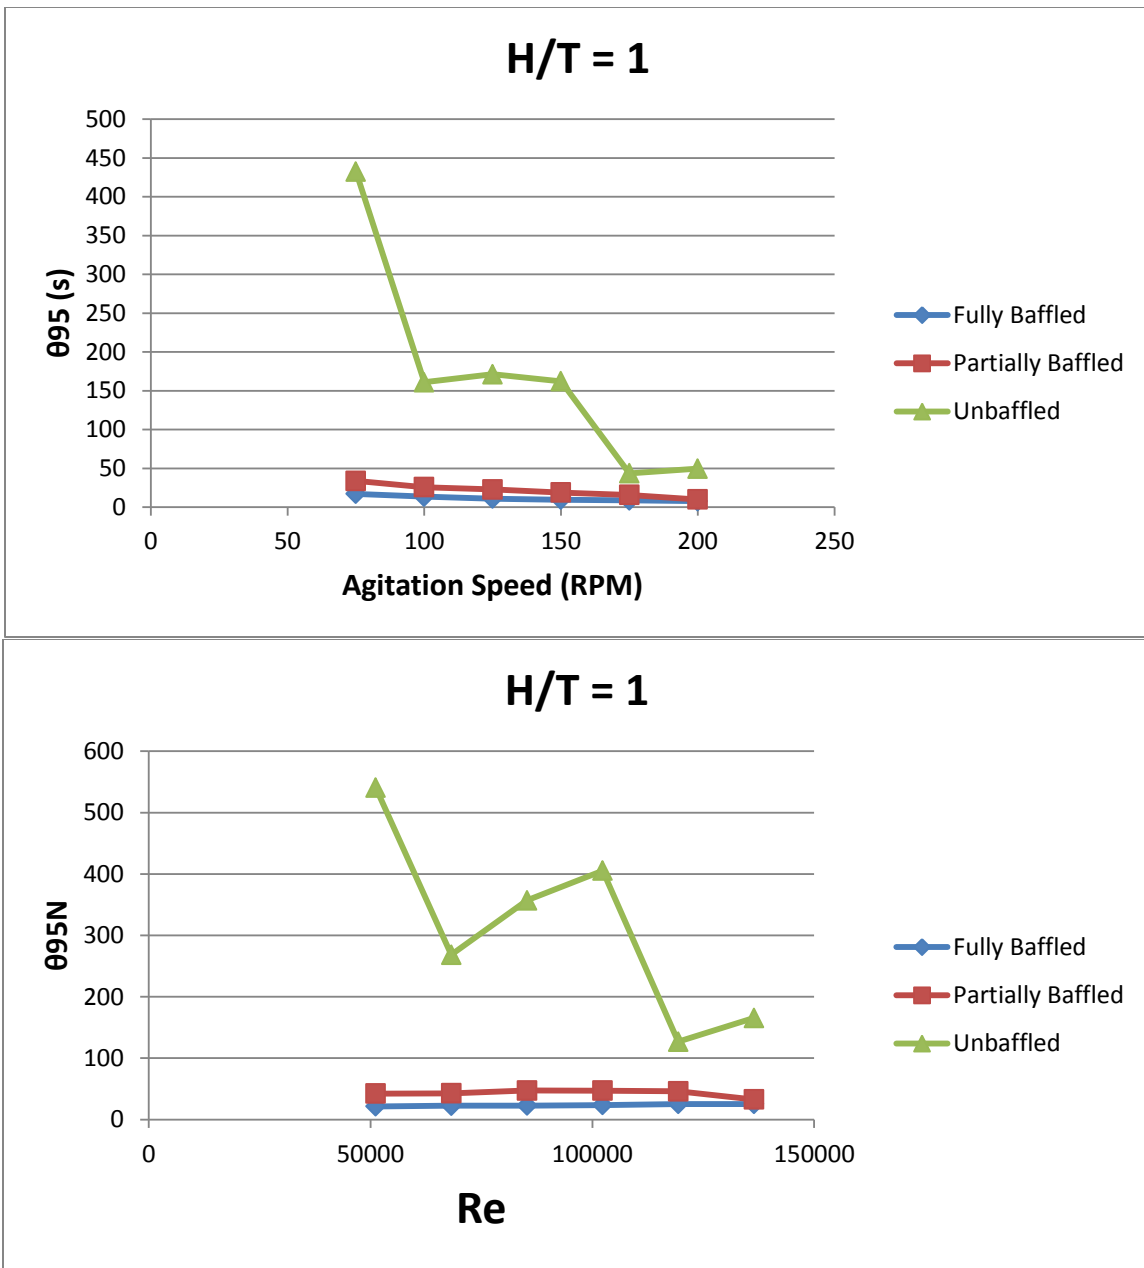 H/T = 1
500
450
400
350
300
250
200
150
100
50
0
θ95 (s)
0 50 100 150 200 250
Agitation Speed (RPM)
Fully Baffled
Partially Baffled
Unbaffled
H/T = 1
600
500
400
300
200
100
0
θ95N
0 50000 100000 150000
Re
Fully Baffled
Partially Baffled
Unbaffled